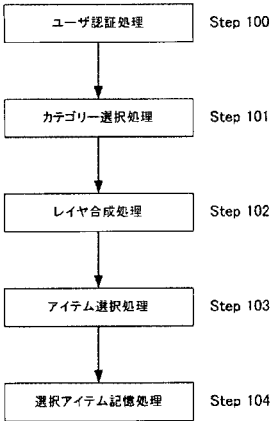 ユーザ認証処理 Step 100
カテゴリー選択処理 Step 101
レイヤ合成処理 Step 102
アイテム選択処理 Step 103
選択アイテム記憶処理 Step 104